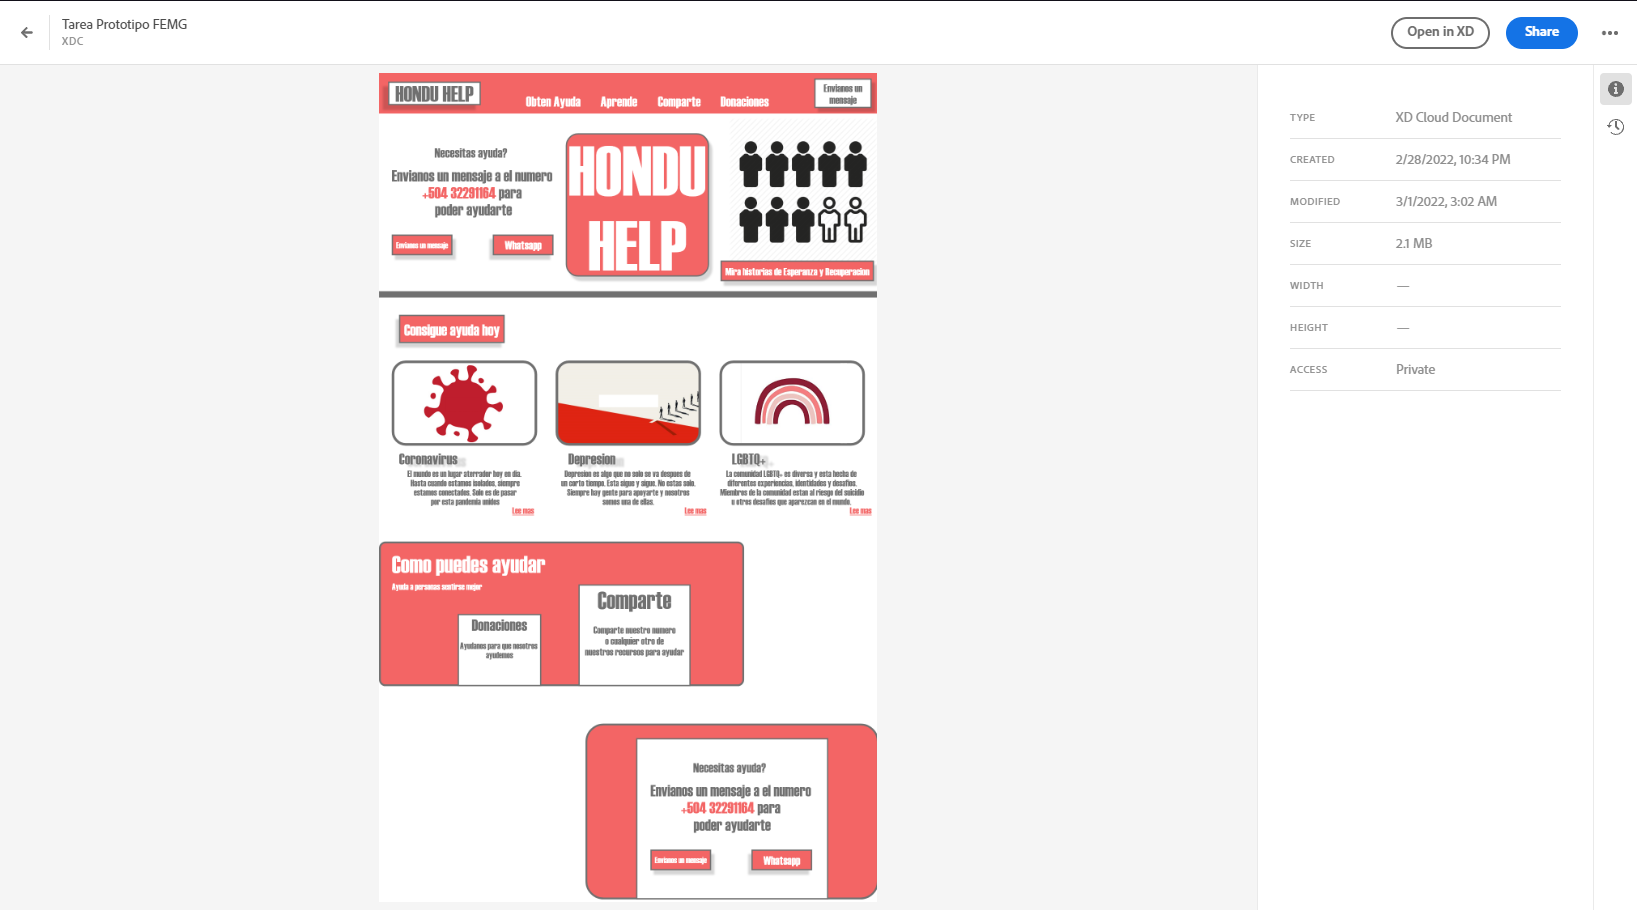 Tarea Prototipo FEMG
XDC
Open in XD
Share
HONDU HELP
Obten Ayuda
Aprende
Comparte
Donaciones
Envianos un
mensaje
Necesitas ayuda?
Envianos un mensaje a el numero
+504 32291164 para
poder ayudarte
Envianos un mensaje
Whatsapp
HONDU
HELP
Mira historias de Esperanza y Recuperacion
Consigue ayuda hoy
Coronavirus
El mundo es un lugar aterrador hoy en dia.
Hasta cuando estamos isolados, siempre
estamos conectados. Solo es de pasar
por esta pandemia unidos
Lee mas
Depresion
Depresion es algo que no solo se va despues de
un corto tiempo. Esta sigue y sigue. No estas solo.
Siempre hay gente para apoyarte y nosotros
somos una de ellas.
Lee mas
LGBTQ+
La comunidad LGBTQ+ es diversa y esta hecha de
diferentes experiencias, identidades y desafios.
Miembros de la comunidad estan al riesgo del suicidio
o otros desafios que aparezcan en el mundo.
Lee mas
Como puedes ayudar
Ayuda a personas sentirse mejor
Donaciones
Ayudanos para que nosotros
ayudemos
Comparte
Comparte nuestro numero
o cualquier otro de
nuestros recursos para ayudar
Necesitas ayuda?
Envianos un mensaje a el numero
+504 32291164 para
poder ayudarte
Envianos un mensaje
Whatsapp
TYPE XD Cloud Document
CREATED 2/28/2022, 10:34 PM
MODIFIED 3/1/2022, 3:02 AM
SIZE 2.1 MB
WIDTH —
HEIGHT —
ACCESS Private